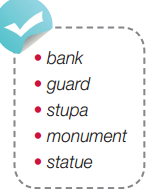 • bank
• guard
• stupa
• monument
• statue